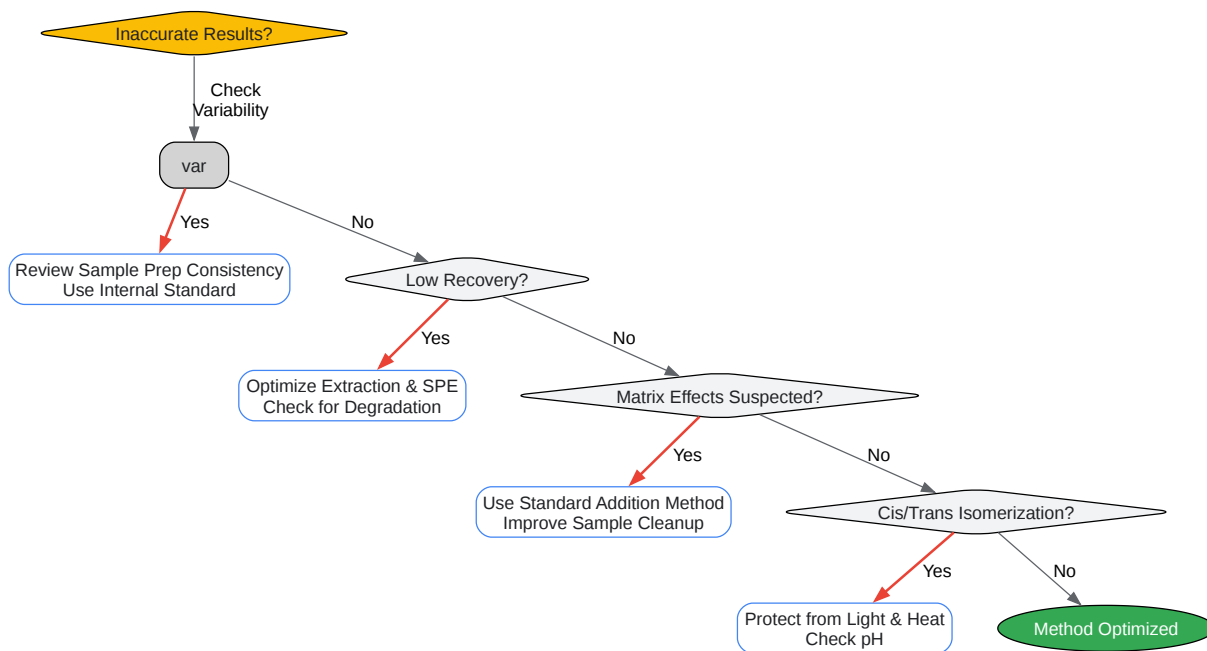 Inaccurate Results?
Check
Variability
var
Yes
No
Review Sample Prep Consistency
Use Internal Standard
Low Recovery?
Yes
No
Optimize Extraction & SPE
Check for Degradation
Matrix Effects Suspected?
Yes
No
Use Standard Addition Method
Improve Sample Cleanup
Cis/Trans Isomerization?
Yes
No
Protect from Light & Heat
Check pH
Method Optimized